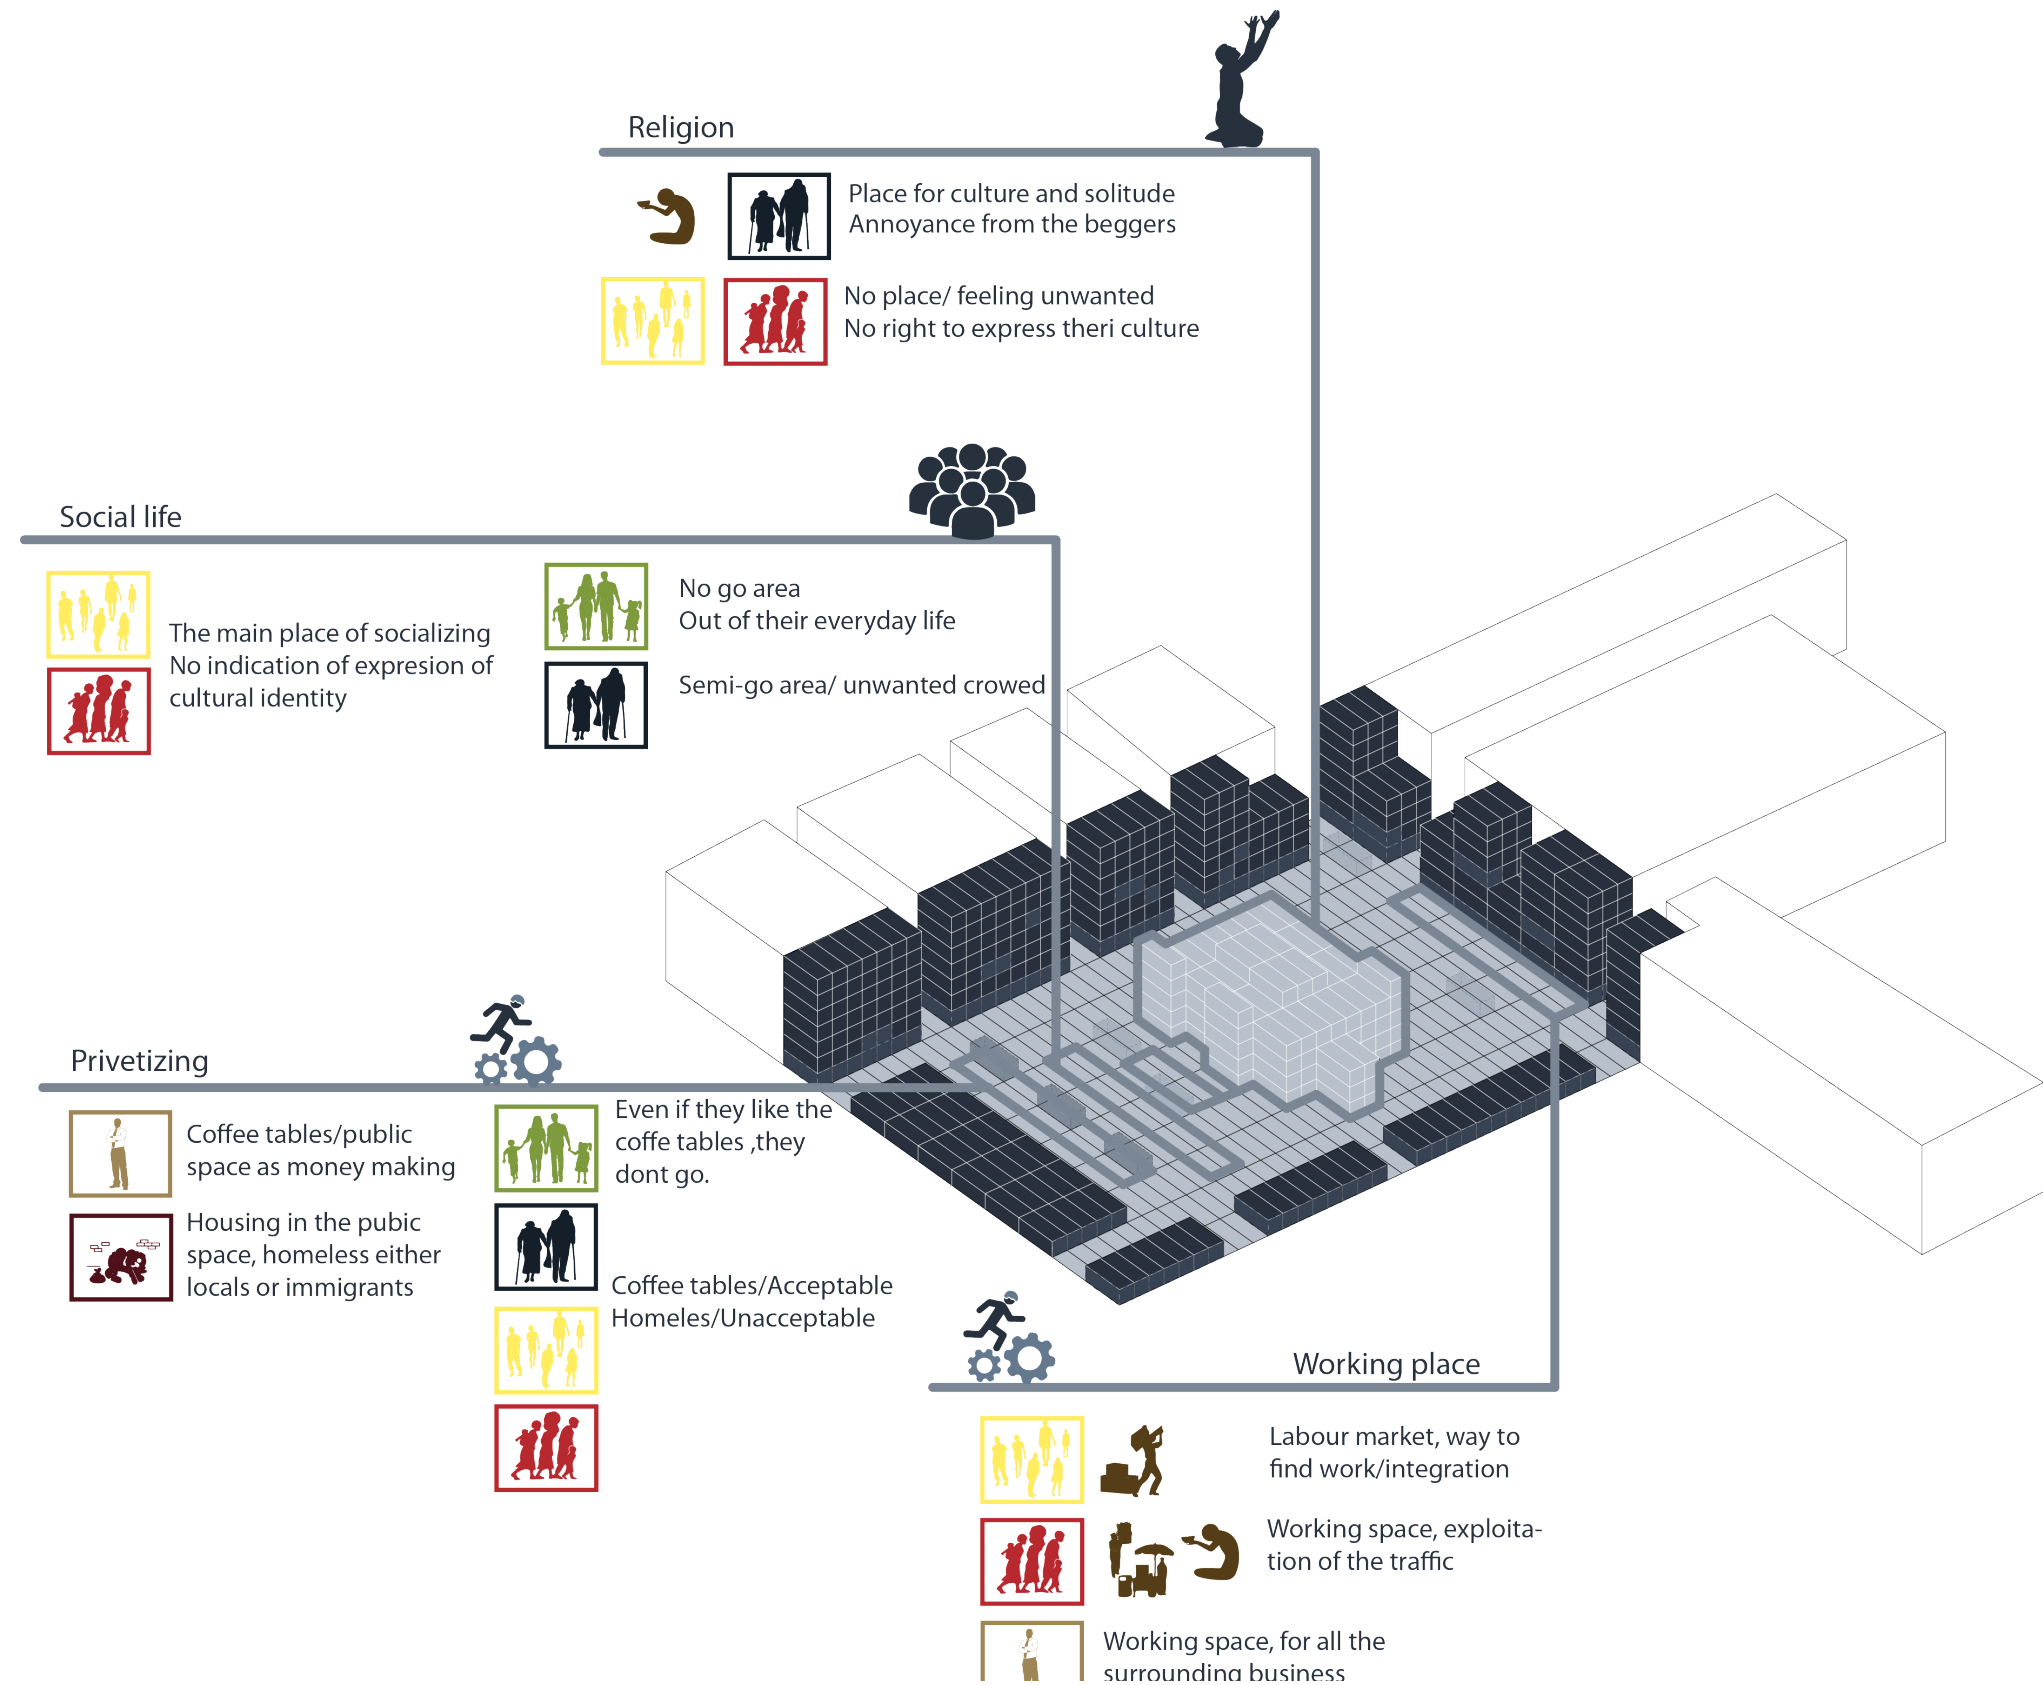 Religion
Place for culture and solitude
Annoyance from the beggers
No place/ feeling unwanted
No right to express theri culture
Social life
The main place of socializing
No indication of expresion of
cultural identity
No go area
Out of their everyday life
Semi-go area/ unwanted crowed
Privetizing
Coffee tables/public
space as money making
Housing in the pubic
space, homeless either
locals or immigrants
Even if they like the
coffe tables ,they
dont go.
Coffee tables/Acceptable
Homeles/Unacceptable
Working place
Labour market, way to
find work/integration
Working space, exploita-
tion of the traffic
Working space, for all the
surrounding business